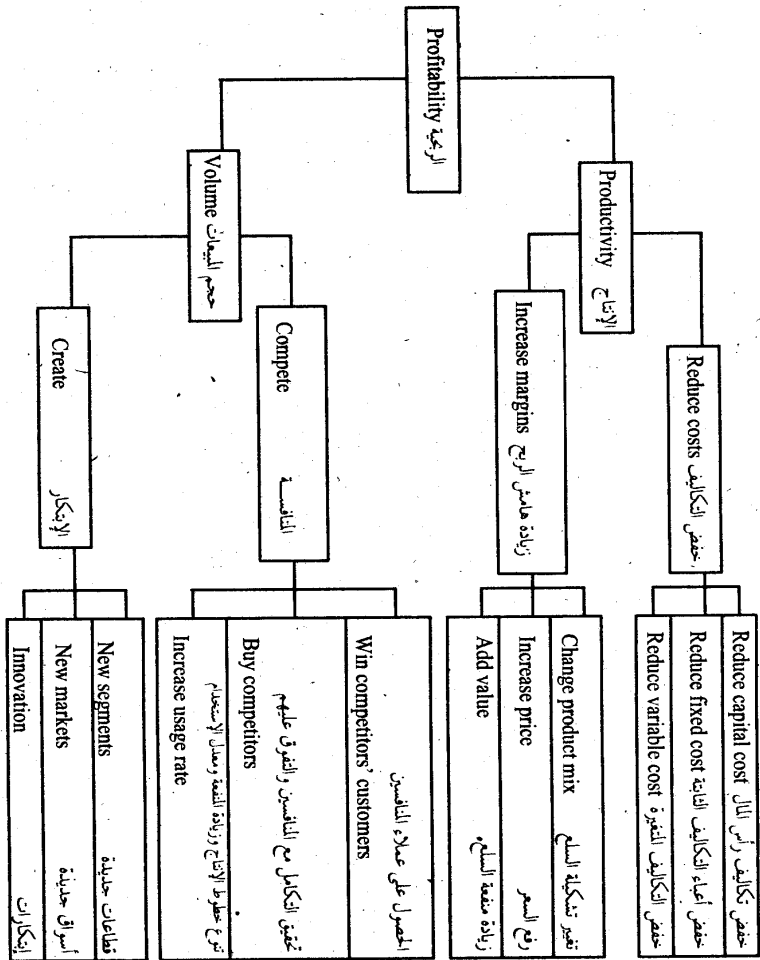 Profitability الربحية
Productivity الإنتاج
Volume حجم المبيعات
Reduce costs خفض التكاليف
Increase margins زيادة هامش الربح
Compete المنافسة
Create الإبتكار
Reduce capital cost خفض تكاليف رأس المال
Reduce fixed cost خفض أعباء التكاليف الثابتة
Reduce variable cost خفض التكاليف المتغيرة
Change product mix تغيير تشكيلة السلع
Increase price رفع السعر
Add value زيادة منفعة السلع
الحصول على عملاء المنافسين
Win competitors' customers
تحقيق التكامل مع المنافسين والتفوق عليهم
Buy competitors
تنوع خطوط الإنتاج وزيادة المنفعة ومعدل الإستخدام
Increase usage rate
New segments قطاعات جديدة
New markets أسواق جديدة
Innovation إبتكارات